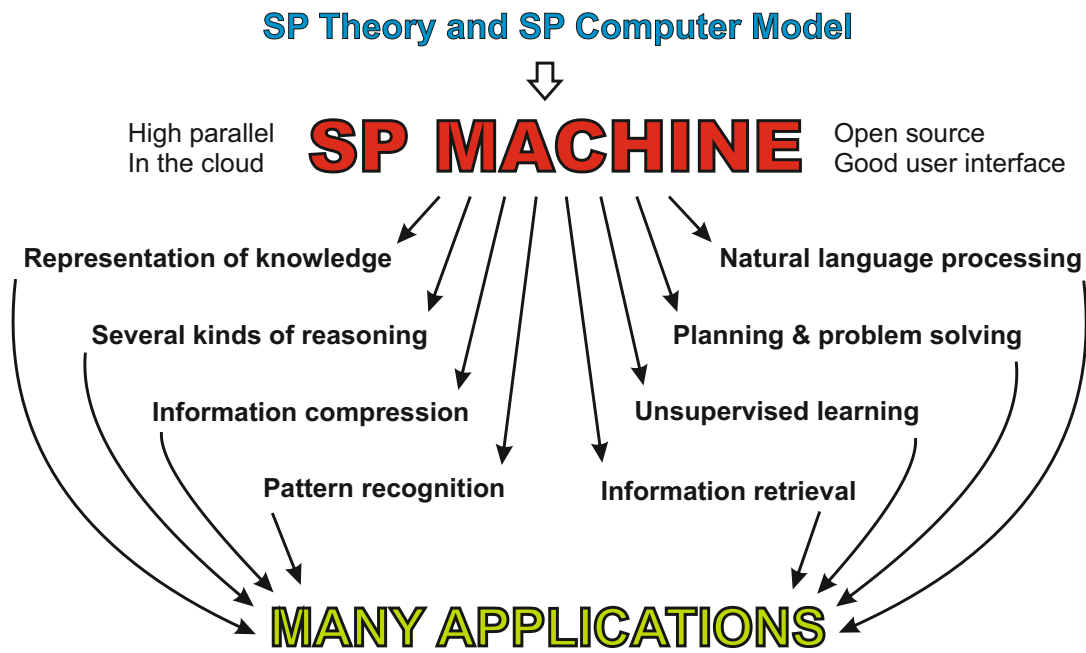 SP Theory and SP Computer Model
High parallel
In the cloud
SP MACHINE
Open source
Good user interface
Representation of knowledge
Natural language processing
Several kinds of reasoning
Planning & problem solving
Information compression
Unsupervised learning
Pattern recognition
Information retrieval
MANY APPLICATIONS